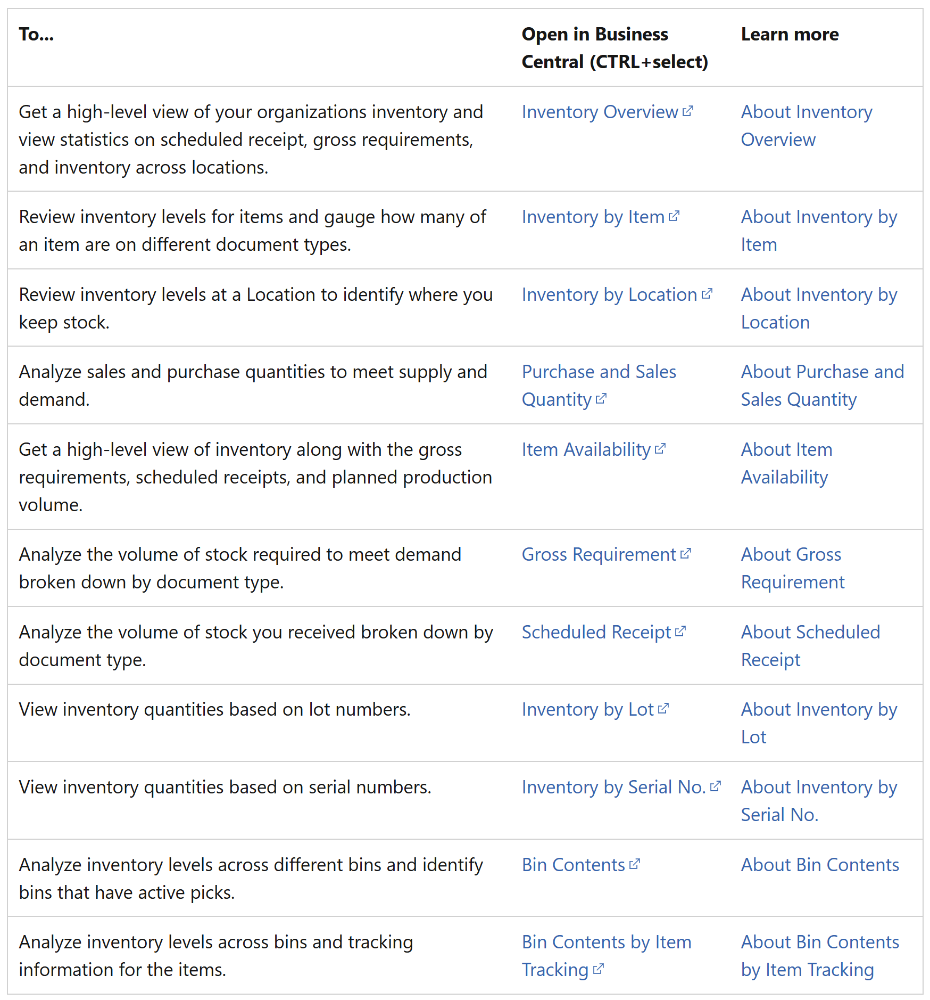 To...
Open in Business
Central (CTRL+select)
Learn more
Get a high-level view of your organizations inventory and
view statistics on scheduled receipt, gross requirements,
and inventory across locations.
Inventory Overview
About Inventory
Overview
Review inventory levels for items and gauge how many of
an item are on different document types.
Inventory by Item
About Inventory by
Item
Review inventory levels at a Location to identify where you
keep stock.
Inventory by Location
About Inventory by
Location
Analyze sales and purchase quantities to meet supply and
demand.
Purchase and Sales
Quantity
About Purchase and
Sales Quantity
Get a high-level view of inventory along with the gross
requirements, scheduled receipts, and planned production
volume.
Item Availability
About Item
Availability
Analyze the volume of stock required to meet demand
broken down by document type.
Gross Requirement
About Gross
Requirement
Analyze the volume of stock you received broken down by
document type.
Scheduled Receipt
About Scheduled
Receipt
View inventory quantities based on lot numbers.
Inventory by Lot
About Inventory by
Lot
View inventory quantities based on serial numbers.
Inventory by Serial No.
About Inventory by
Serial No.
Analyze inventory levels across different bins and identify
bins that have active picks.
Bin Contents
About Bin Contents
Analyze inventory levels across bins and tracking
information for the items.
Bin Contents by Item
Tracking
About Bin Contents
by Item Tracking